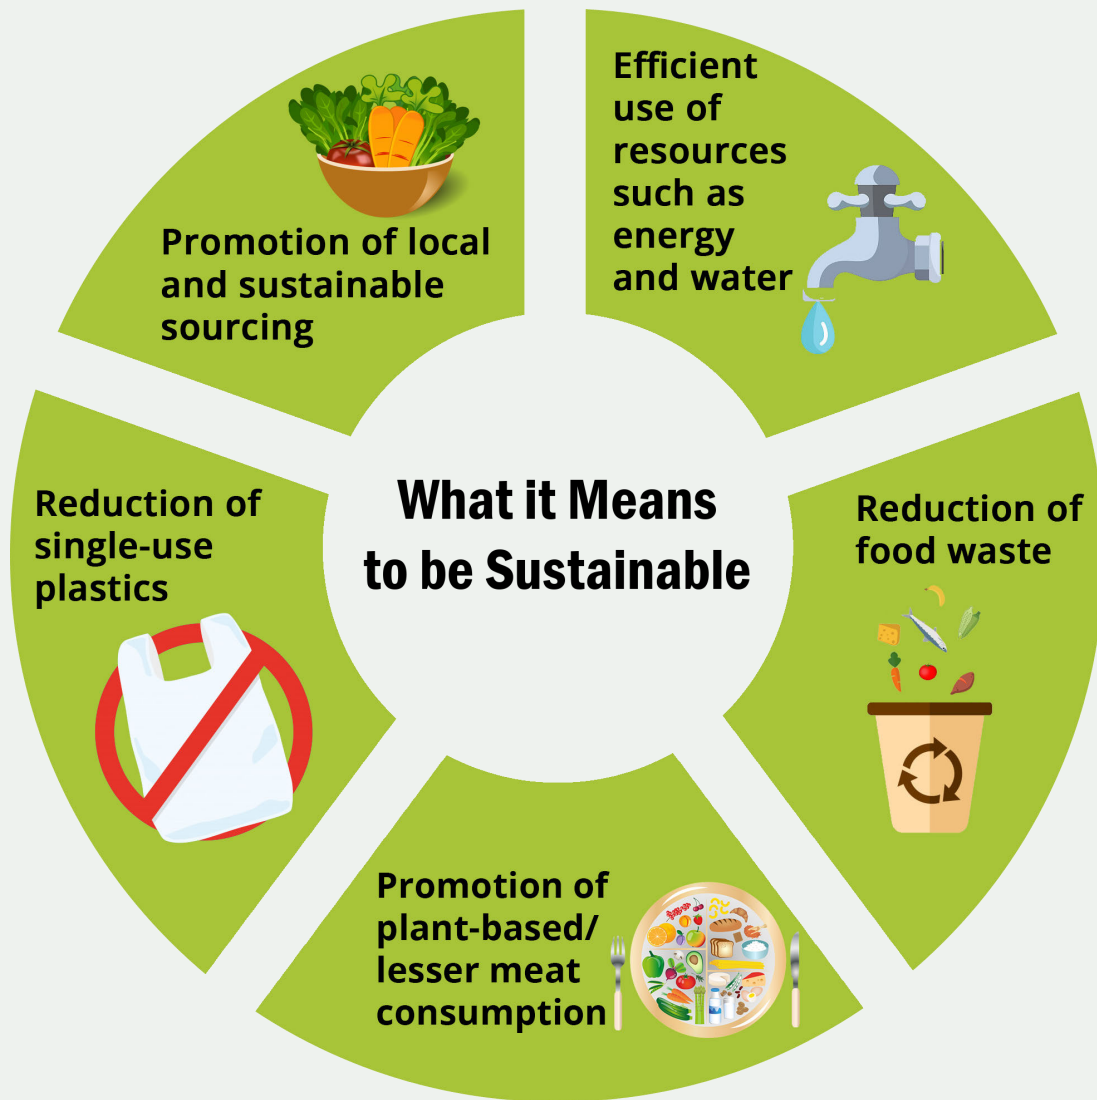 What it Means
to be Sustainable
Efficient
use of
resources
such as
energy
and water
Reduction of
food waste
Promotion of
plant-based/
lesser meat
consumption
Reduction of
single-use
plastics
Promotion of local
and sustainable
sourcing